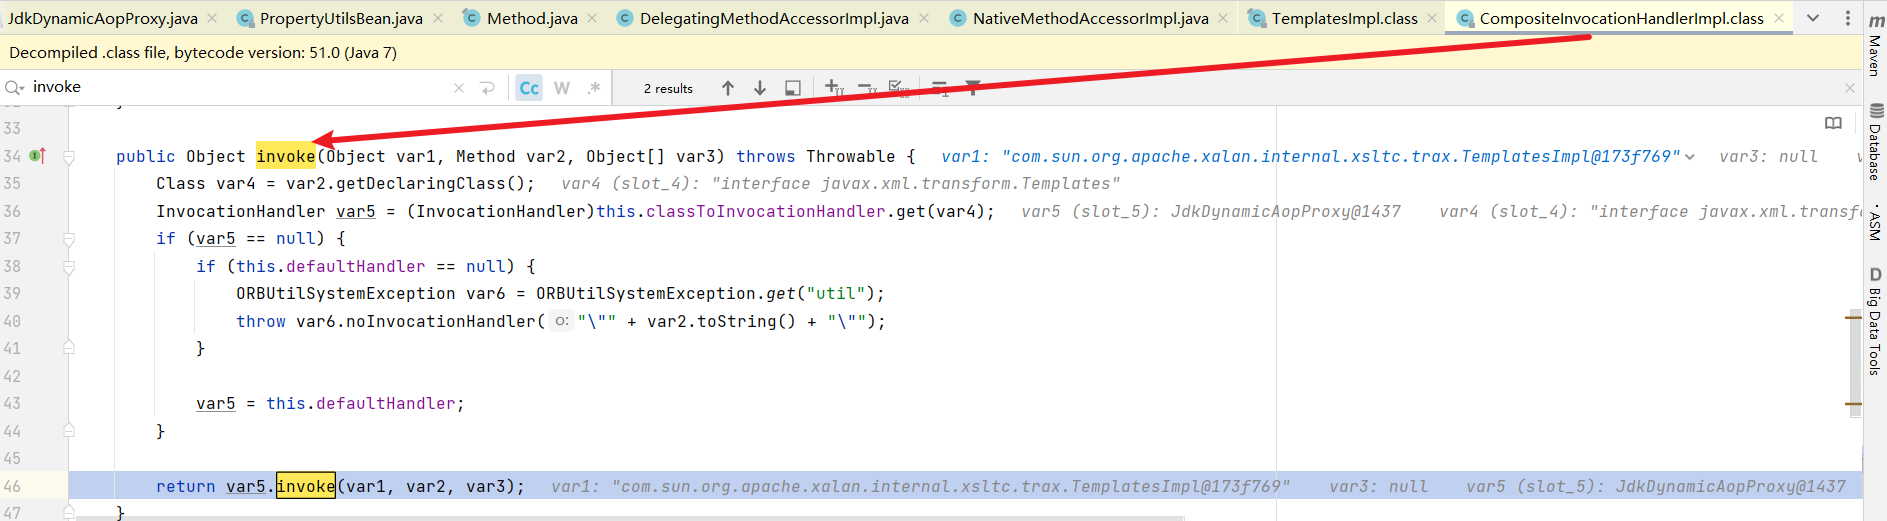 JdkDynamicAopProxy.java PropertyUtilsBean.java Method.java DelegatingMethodAccessorImpl.java NativeMethodAccessorImpl.java TemplatesImpl.class CompositeInvocationHandlerImpl.class
Decompiled .class file, bytecode version: 51.0 (Java 7)
invoke Cc W .* 2 results
33
34 public Object invoke(Object var1, Method var2, Object[] var3) throws Throwable { var1: "com.sun.org.apache.xalan.internal.xsltc.trax.TemplatesImpl@173f769" var3: null
35 Class var4 = var2.getDeclaringClass(); var4 (slot_4): "interface javax.xml.transform.Templates"
36 InvocationHandler var5 = (InvocationHandler)this.classToInvocationHandler.get(var4); var5 (slot_5): JdkDynamicAopProxy@1437 var4 (slot_4): "interface javax.xml.transf
37 if (var5 == null) {
38 if (this.defaultHandler == null) {
39 ORBUtilSystemException var6 = ORBUtilSystemException.get("util");
40 throw var6.noInvocationHandler( o: "\"" + var2.toString() + "\"");
41 }
42
43 var5 = this.defaultHandler;
44 }
45
46 return var5.invoke(var1, var2, var3); var1: "com.sun.org.apache.xalan.internal.xsltc.trax.TemplatesImpl@173f769" var3: null var5 (slot_5): JdkDynamicAopProxy@1437
47 }
m
Maven
Database
ASM
D
Big Data Tools